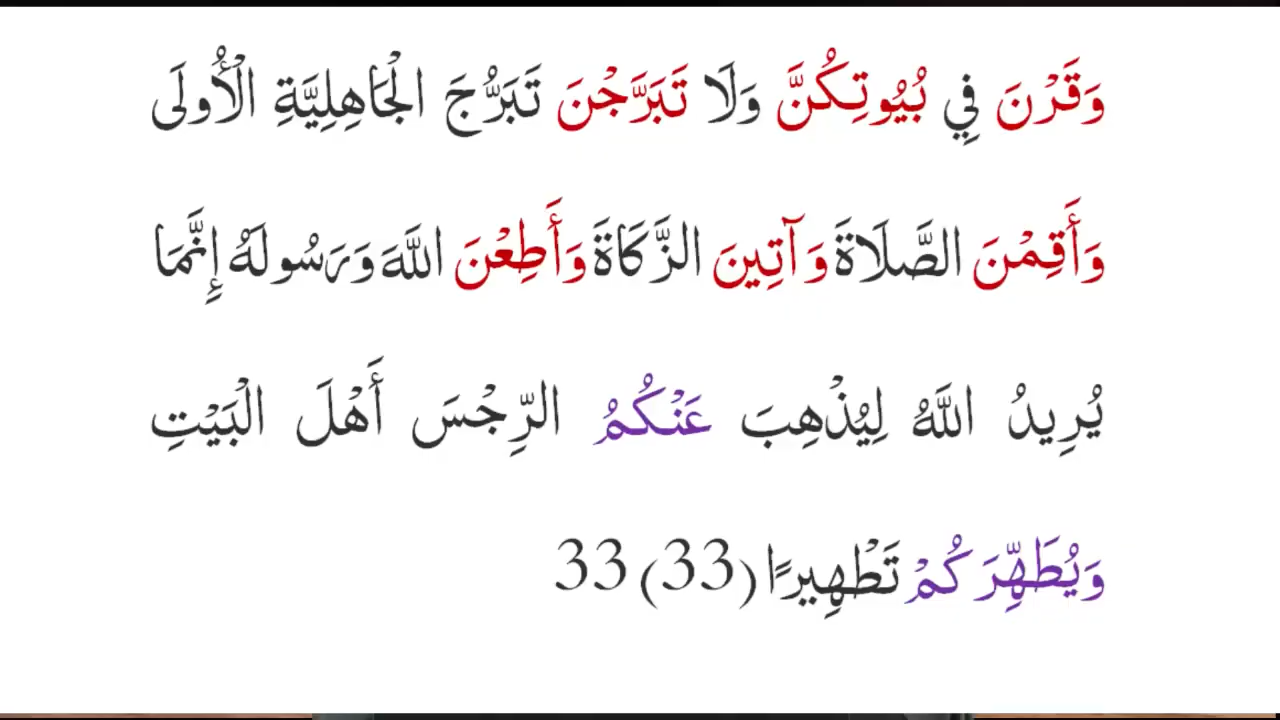 وَقَرْنَ فِي بُيُوتِكُنَّ وَلَا تَبَرَّجْنَ تَبَرُّجَ الْجَاهِلِيَّةِ الْأُولَى
وَأَقِمْنَ الصَّلَاةَ وَآتِينَ الزَّكَاةَ وَأَطِعْنَ اللَّهَ وَرَسُولَهُ إِنَّمَا
يُرِيدُ اللَّهُ لِيُذْهِبَ عَنْكُمُ الرِّجْسَ أَهْلَ الْبَيْتِ
وَيُطَهِّرَكُمْ تَطْهِيرًا (33) 33